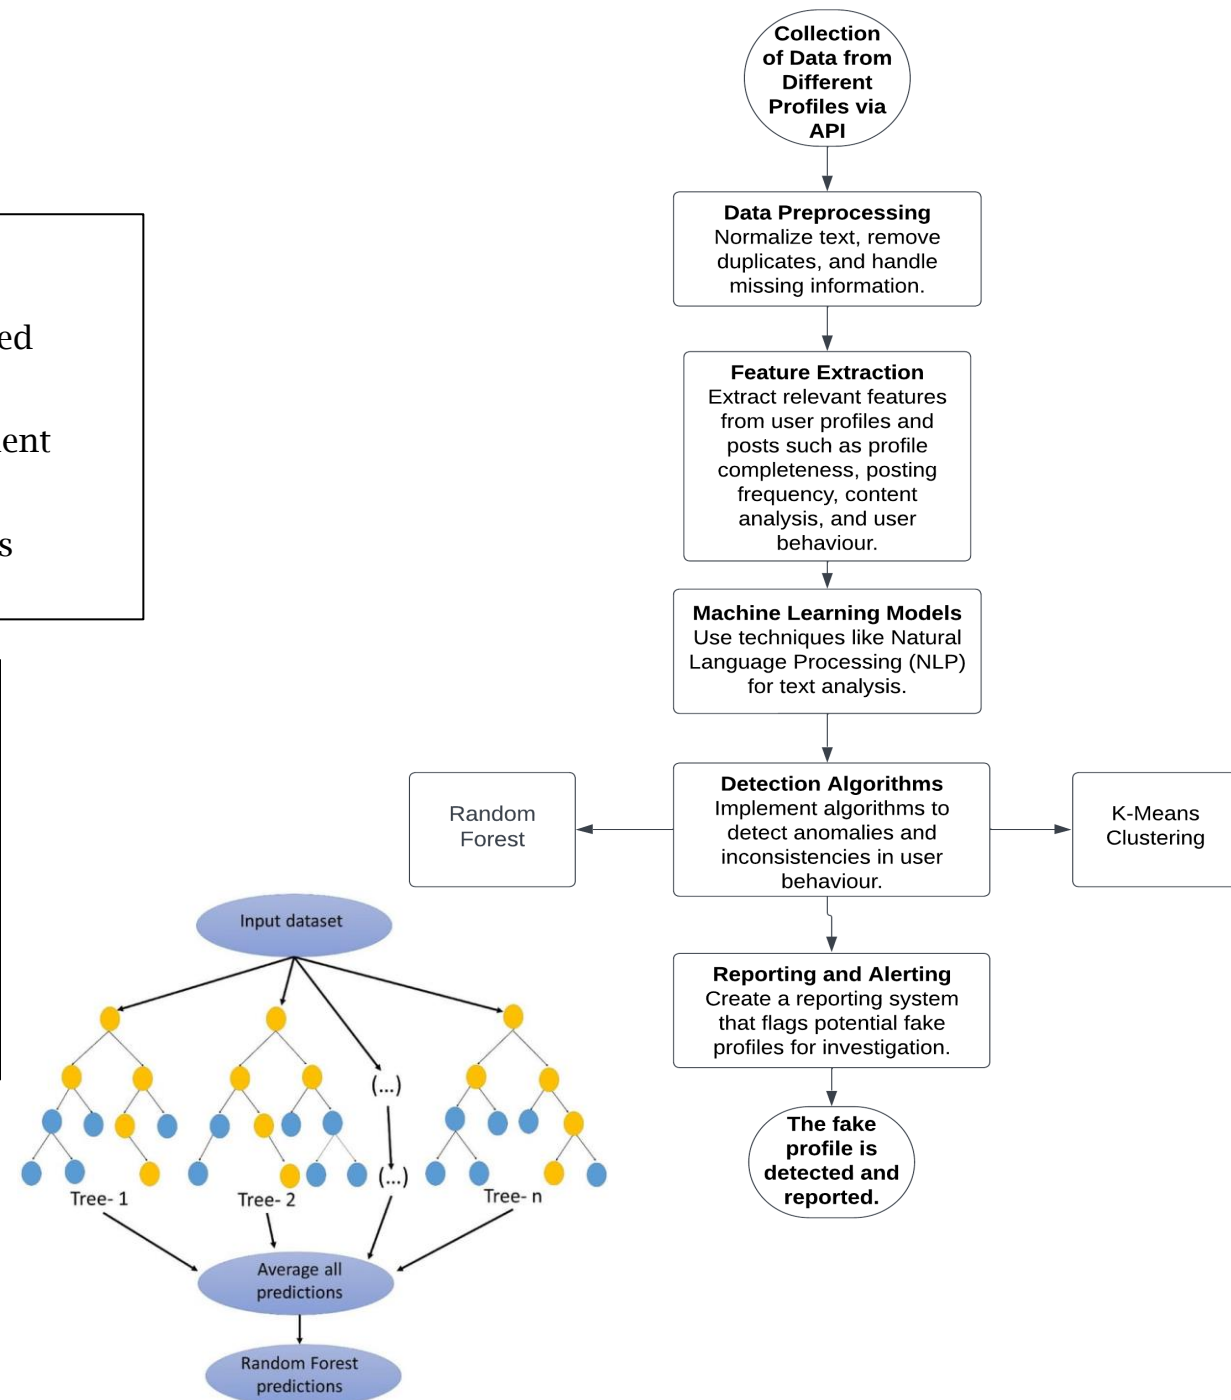 Collection
of Data from
Different
Profiles via
API
Data Preprocessing
Normalize text, remove
duplicates, and handle
missing information.
Feature Extraction
Extract relevant features
from user profiles and
posts such as profile
completeness, posting
frequency, content
analysis, and user
behaviour.
Machine Learning Models
Use techniques like Natural
Language Processing (NLP)
for text analysis.
Random
Forest
Detection Algorithms
Implement algorithms to
detect anomalies and
inconsistencies in user
behaviour.
K-Means
Clustering
Reporting and Alerting
Create a reporting system
that flags potential fake
profiles for investigation.
The fake
profile is
detected and
reported.
Input dataset
(...)
(...)
Tree- 1
Tree- 2
Tree- n
Average all
predictions
Random Forest
predictions